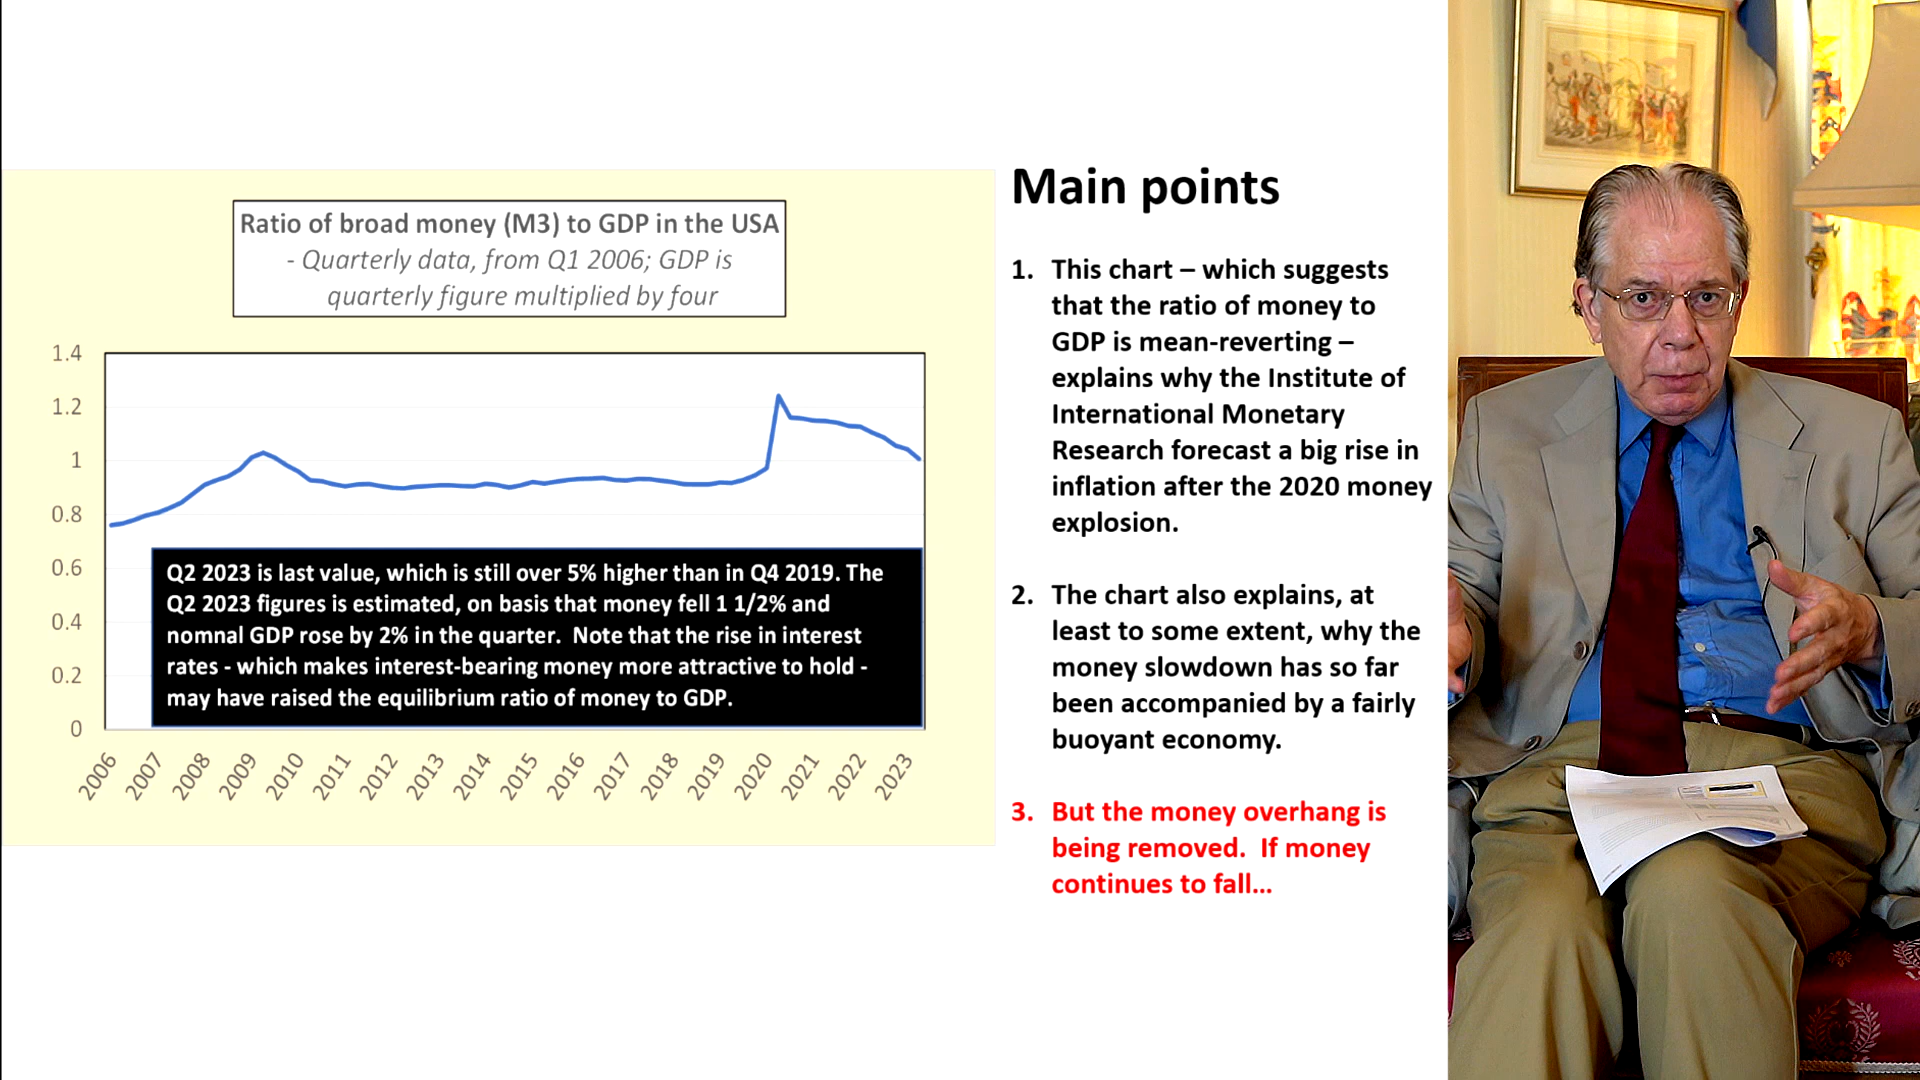 Ratio of broad money (M3) to GDP in the USA
- Quarterly data, from Q1 2006; GDP is
quarterly figure multiplied by four
1.4
1.2
1
0.8
0.6
0.4
0.2
0
Q2 2023 is last value, which is still over 5% higher than in Q4 2019. The
Q2 2023 figures is estimated, on basis that money fell 1 1/2% and
nomnal GDP rose by 2% in the quarter.  Note that the rise in interest
rates - which makes interest-bearing money more attractive to hold -
may have raised the equilibrium ratio of money to GDP.
2006
2007
2008
2009
2010
2011
2012
2013
2014
2015
2016
2017
2018
2019
2020
2021
2022
2023
Main points
1. This chart – which suggests
that the ratio of money to
GDP is mean-reverting –
explains why the Institute of
International Monetary
Research forecast a big rise in
inflation after the 2020 money
explosion.
2. The chart also explains, at
least to some extent, why the
money slowdown has so far
been accompanied by a fairly
buoyant economy.
3. But the money overhang is
being removed.  If money
continues to fall...